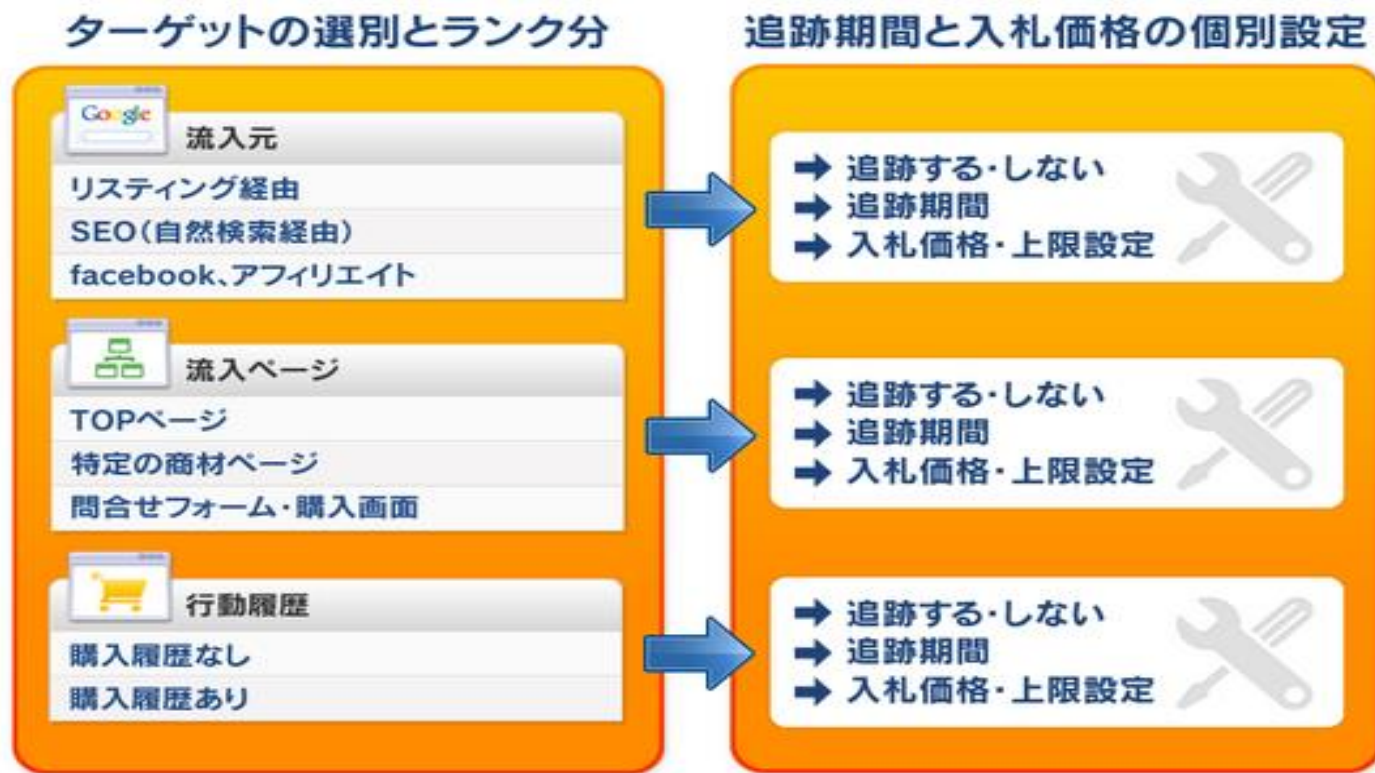 ターゲットの選別とランク分
追跡期間と入札価格の個別設定
Google
流入元
リスティング経由
SEO(自然検索経由)
facebook、アフィリエイト
➡ 追跡する・しない
➡ 追跡期間
➡ 入札価格・上限設定
流入ページ
TOPページ
特定の商材ページ
問合せフォーム・購入画面
➡ 追跡する・しない
➡ 追跡期間
➡ 入札価格・上限設定
行動履歴
購入履歴なし
購入履歴あり
➡ 追跡する・しない
➡ 追跡期間
➡ 入札価格・上限設定